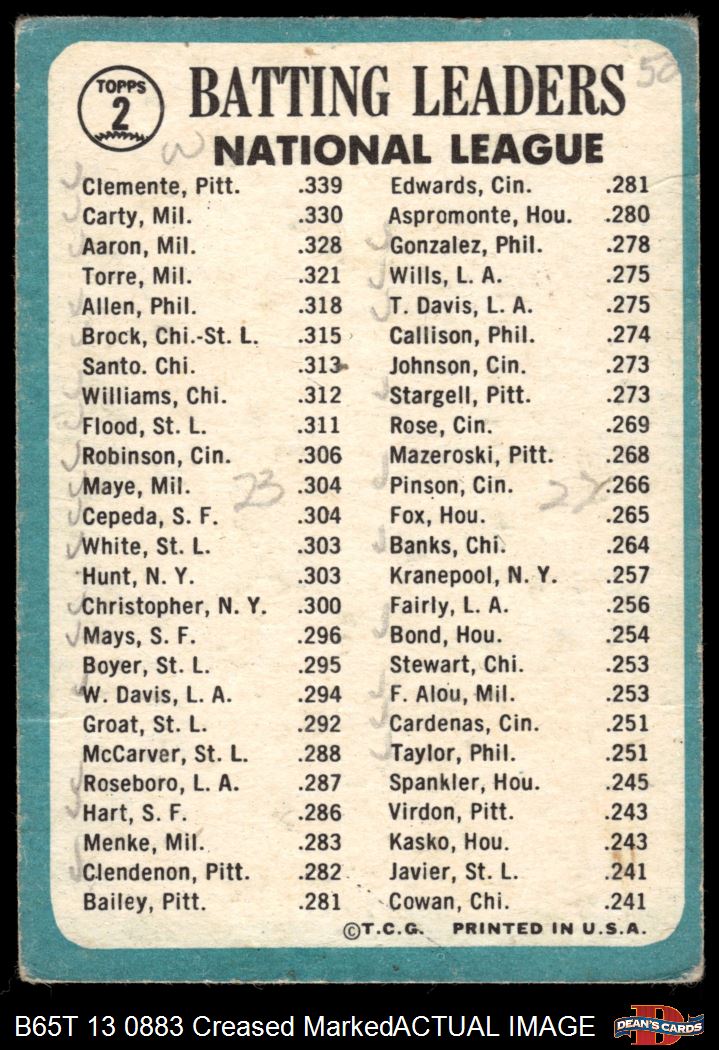 TOPPS
2
BATTING LEADERS
50
NATIONAL LEAGUE
Clemente, Pitt. .339
Carty, Mil. .330
Aaron, Mil. .328
Torre, Mil. .321
Allen, Phil. .318
Brock, Chi.-St. L. .315
Santo. Chi. .313
Williams, Chi. .312
Flood, St. L. .311
Robinson, Cin. .306
Maye, Mil. .304
Cepeda, S. F. .304
White, St. L. .303
Hunt, N. Y. .303
Christopher, N. Y. .300
Mays, S. F. .296
Boyer, St. L. .295
W. Davis, L. A. .294
Groat, St. L. .292
McCarver, St. L. .288
Roseboro, L. A. .287
Hart, S. F. .286
Menke, Mil. .283
Clendenon, Pitt. .282
Bailey, Pitt. .281
23
Edwards, Cin. .281
Aspromonte, Hou. .280
Gonzalez, Phil. .278
Wills, L. A. .275
T. Davis, L. A. .275
Callison, Phil. .274
Johnson, Cin. .273
Stargell, Pitt. .273
Rose, Cin. .269
Mazeroski, Pitt. .268
Pinson, Cin. .266
Fox, Hou. .265
Banks, Chi. .264
Kranepool, N. Y. .257
Fairly, L. A. .256
Bond, Hou. .254
Stewart, Chi. .253
F. Alou, Mil. .253
Cardenas, Cin. .251
Taylor, Phil. .251
Spankler, Hou. .245
Virdon, Pitt. .243
Kasko, Hou. .243
Javier, St. L. .241
Cowan, Chi. .241
©T.C.G. PRINTED IN U.S.A.
B65T 13 0883 Creased MarkedACTUAL IMAGE
DEAN'S CARDS